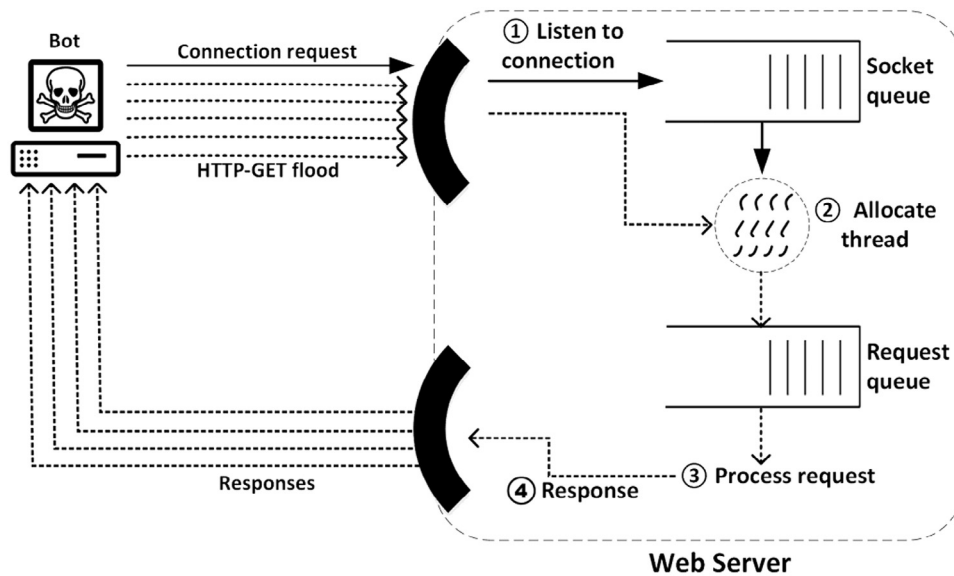 Bot
Connection request
HTTP-GET flood
① Listen to
connection
Socket
queue
② Allocate
thread
Request
queue
③ Process request
④ Response
Responses
Web Server